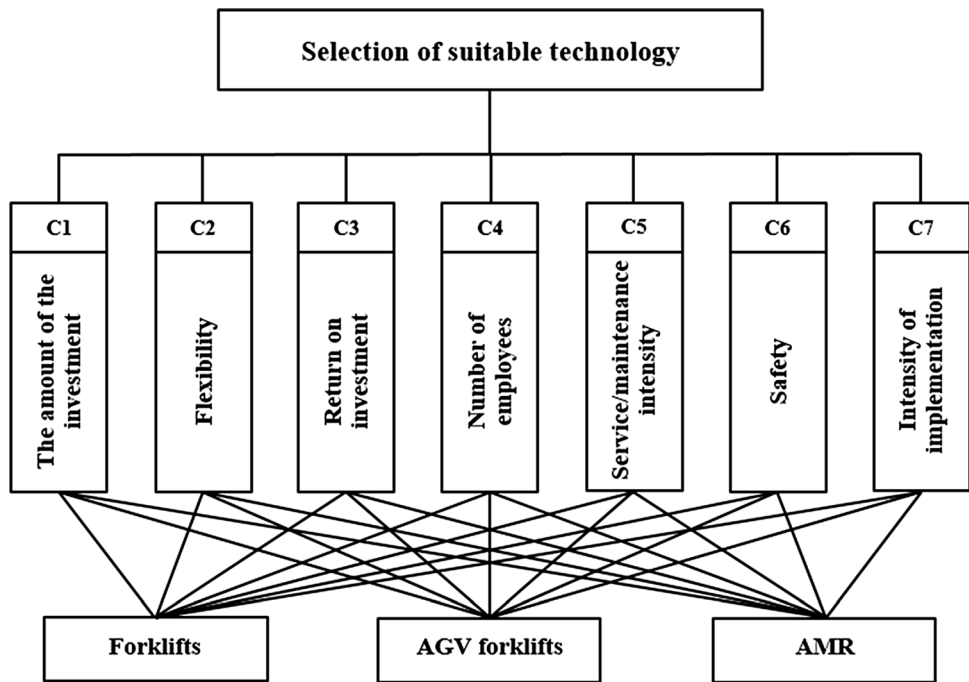 Selection of suitable technology
C1
C2
C3
C4
C5
C6
C7
The amount of the
investment
Flexibility
Return on
investment
Number of
employees
Service/maintenance
intensity
Safety
Intensity of
implementation
Forklifts
AGV forklifts
AMR